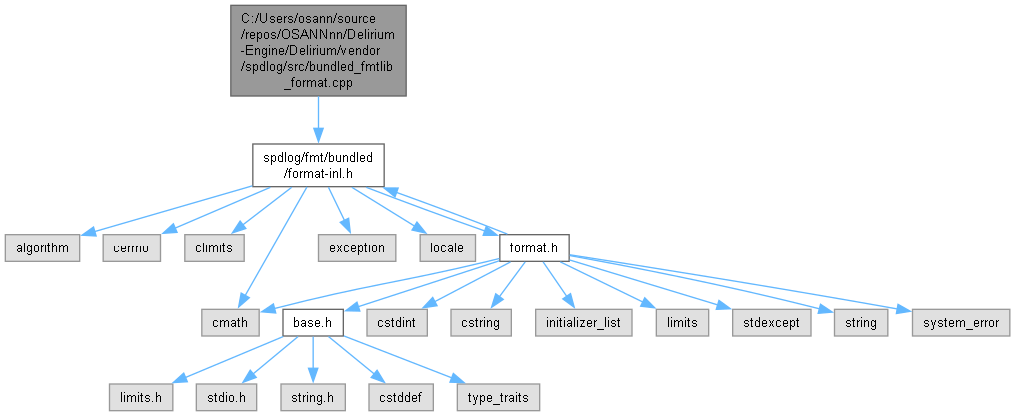 C:/Users/osann/source
/repos/OSANNnn/Delirium
-Engine/Delirium/vendor
/spdlog/src/bundled_fmtlib
_format.cpp
spdlog/fmt/bundled
/format-inl.h
algorithm
cerrno
climits
exception
locale
format.h
cmath
base.h
cstdint
cstring
initializer_list
limits
stdexcept
string
system_error
limits.h
stdio.h
string.h
cstddef
type_traits